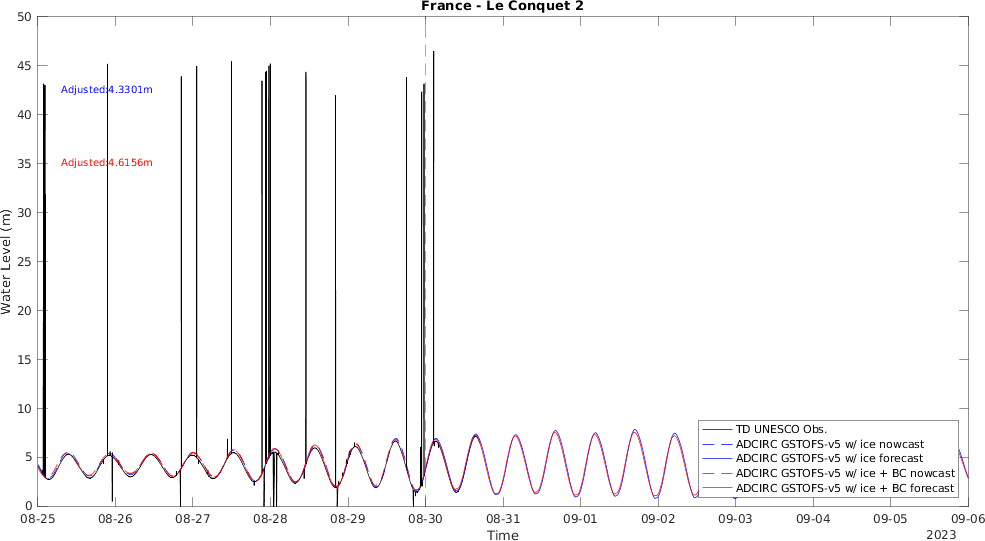 France - Le Conquet 2
50
45
40
35
30
25
20
15
10
5
0
Water Level (m)
Adjusted:4.3301m
Adjusted:4.6156m
TD UNESCO Obs.
ADCIRC GSTOFS-v5 w/ ice nowcast
ADCIRC GSTOFS-v5 w/ ice forecast
ADCIRC GSTOFS-v5 w/ ice + BC nowcast
ADCIRC GSTOFS-v5 w/ ice + BC forecast
08-25 08-26 08-27 08-28 08-29 08-30 08-31 09-01 09-02 09-03 09-04 09-05 09-06
Time
2023